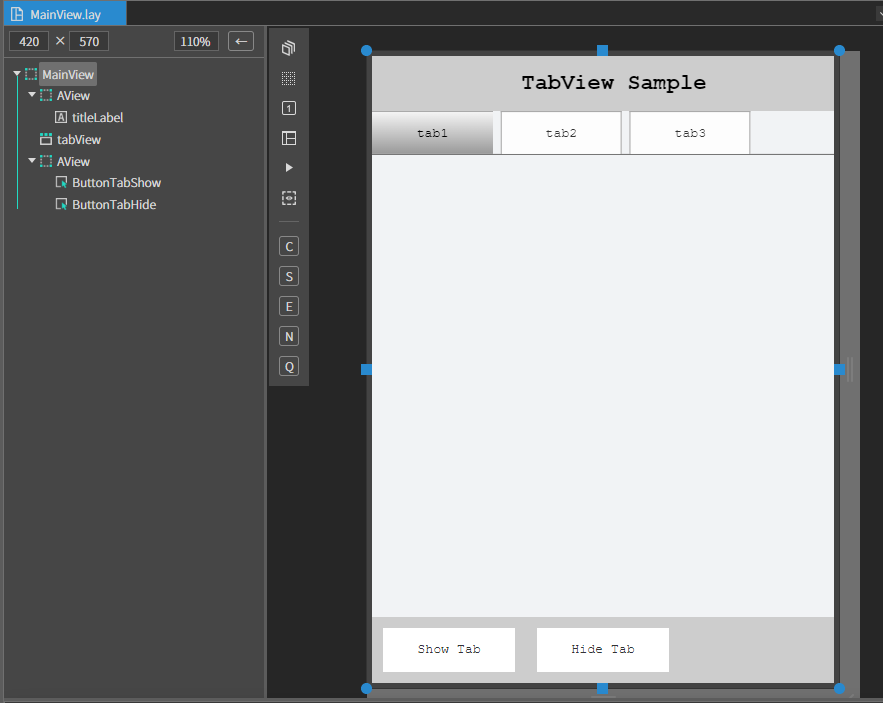 MainView.lay
420 × 570 110% ←
MainView
AView
A titleLabel
tabView
AView
ButtonTabShow
ButtonTabHide
1
C
S
E
N
Q
TabView Sample
tab1 tab2 tab3
Show Tab Hide Tab